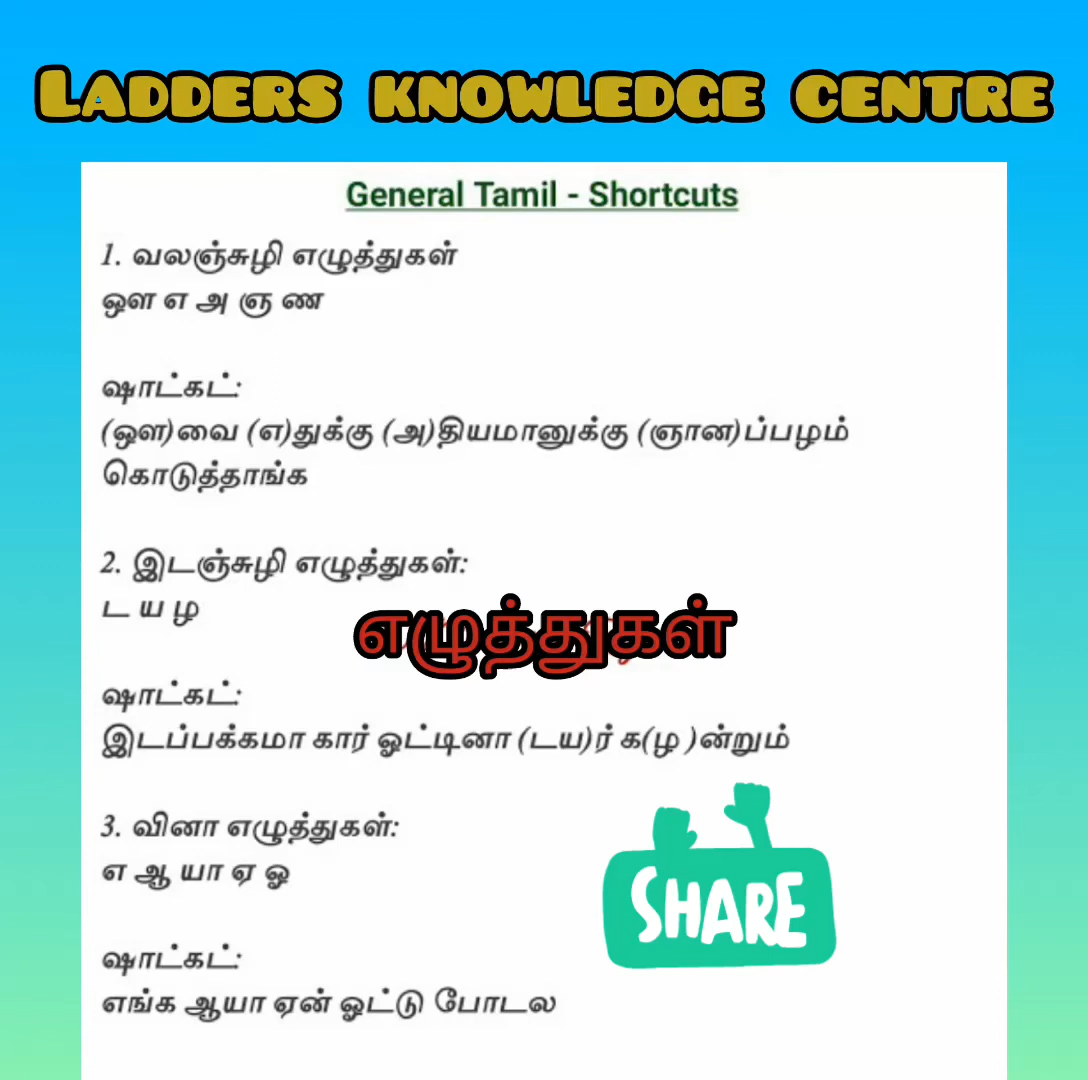 LADDERS KNOWLEDGE CENTRE
General Tamil - Shortcuts
1. வலஞ்சுழி எழுத்துகள்
ஔ எ அ ஞ ண
ஷாட்கட்:
(ஔ)வை (எ)துக்கு (அ)தியமானுக்கு (ஞான)ப்பழம்
கொடுத்தாங்க
2. இடஞ்சுழி எழுத்துகள்:
ட ய ழ
எழுத்துகள்
ஷாட்கட்:
இடப்பக்கமா கார் ஓட்டினா (டய)ர் க(ழ )ன்றும்
3. வினா எழுத்துகள்:
எ ஆ யா ஏ ஓ
SHARE
ஷாட்கட்:
எங்க ஆயா ஏன் ஓட்டு போடல